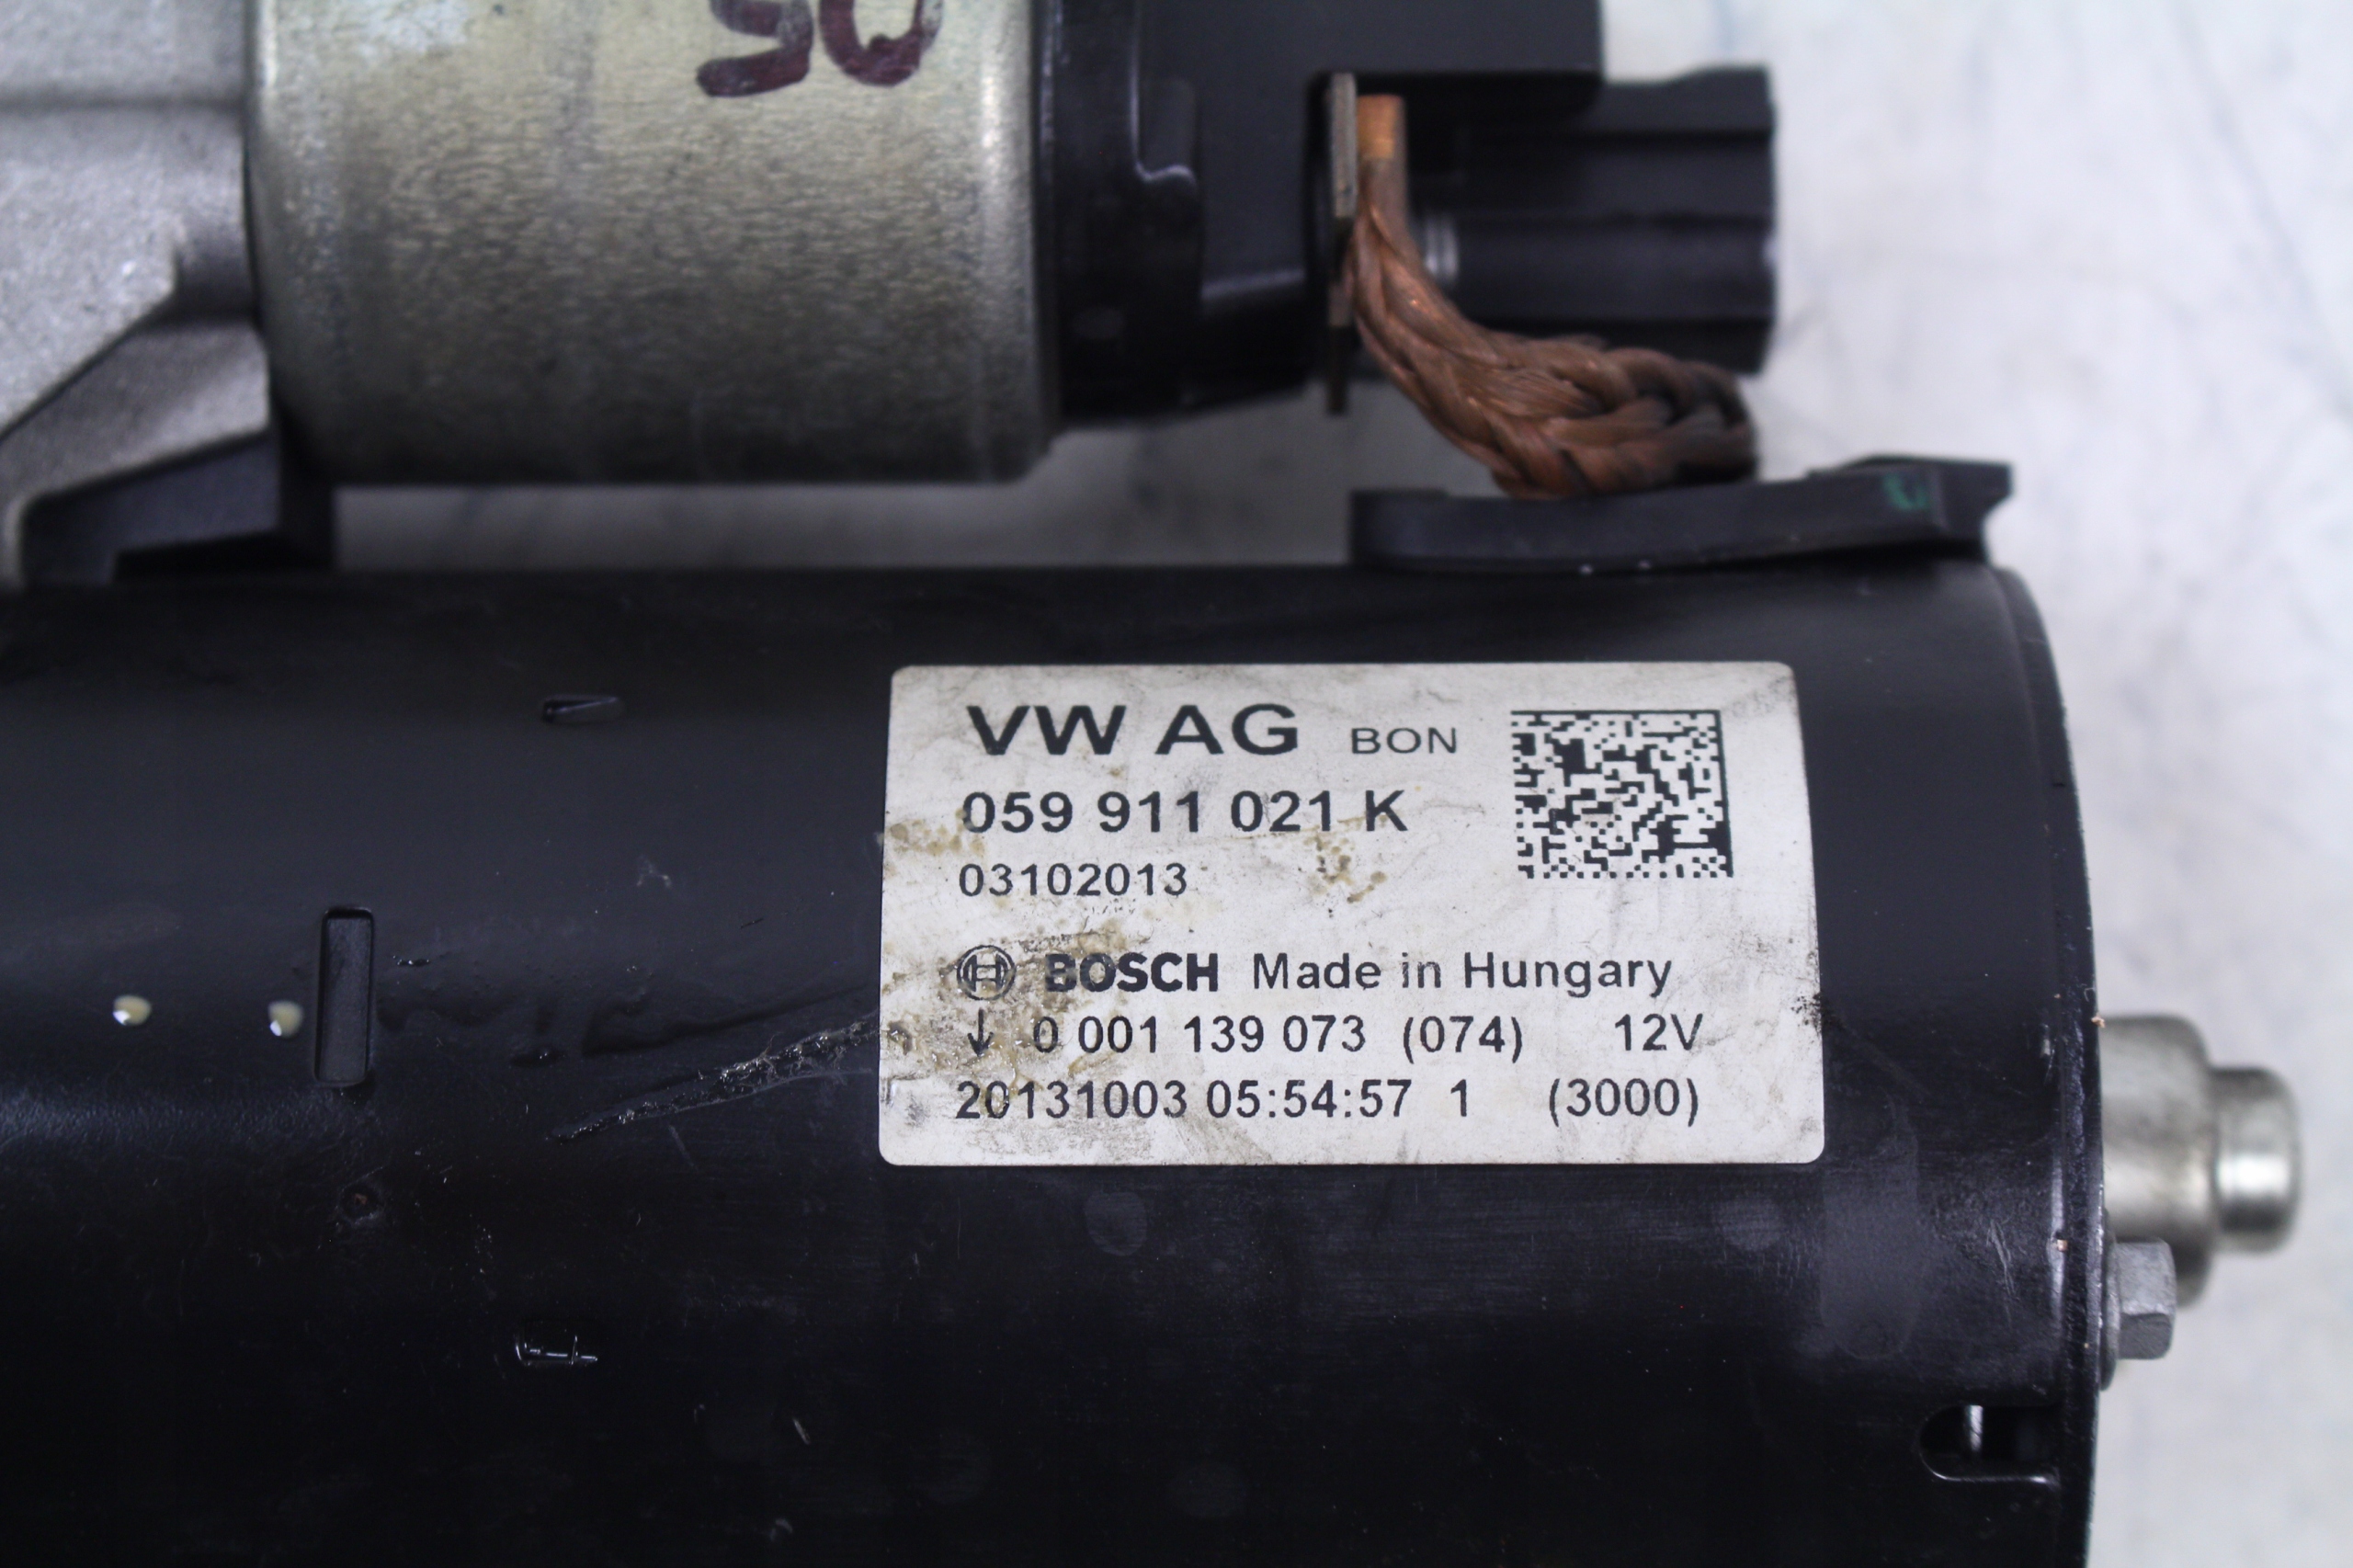 Q5
VW AG BON
059 911 021 K
03102013
BOSCH Made in Hungary
↓ 0 001 139 073 (074) 12V
20131003 05:54:57 1 (3000)